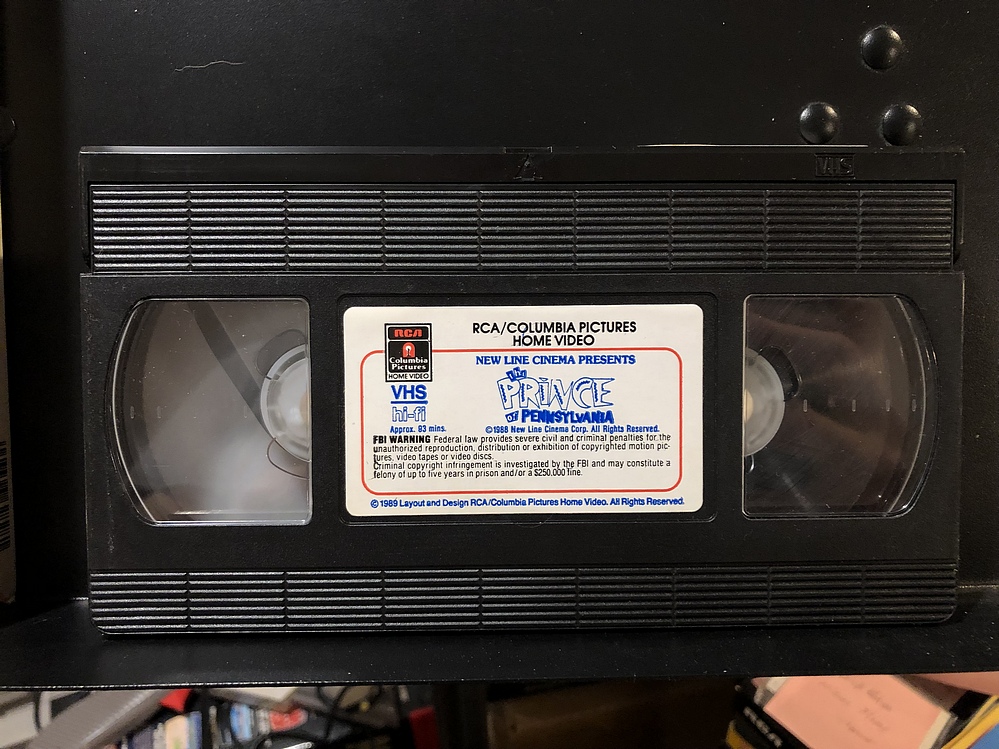 VHS
RCA
Columbia
Pictures
HOME VIDEO
RCA/COLUMBIA PICTURES
HOME VIDEO
NEW LINE CINEMA PRESENTS
THE
PRINCE
OF PENNSYLVANIA
VHS
hi-fi
Approx. 93 mins.
©1988 New Line Cinema Corp. All Rights Reserved.
FBI WARNING Federal law provides severe civil and criminal penalties for the
unauthorized reproduction, distribution or exhibition of copyrighted motion pic-
tures, video tapes or video discs.
Criminal copyright infringement is investigated by the FBI and may constitute a
felony of up to five years in prison and/or a $250,000 fine.
© 1989 Layout and Design RCA/Columbia Pictures Home Video. All Rights Reserved.